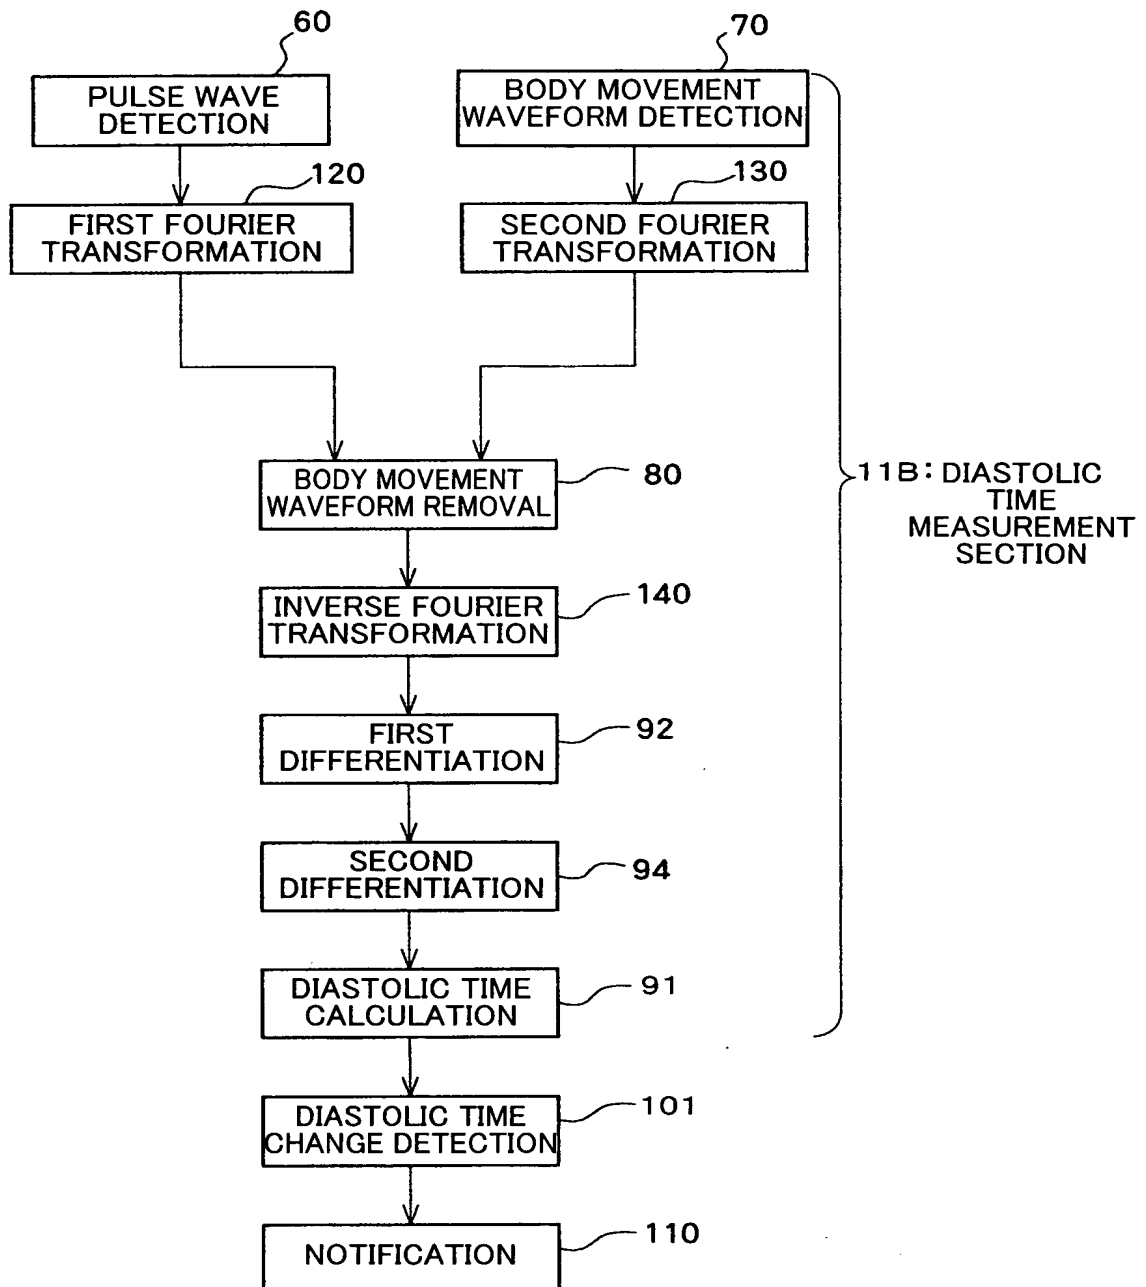 60
PULSE WAVE
DETECTION
70
BODY MOVEMENT
WAVEFORM DETECTION
120
FIRST FOURIER
TRANSFORMATION
130
SECOND FOURIER
TRANSFORMATION
BODY MOVEMENT
WAVEFORM REMOVAL
80
11B: DIASTOLIC
TIME
MEASUREMENT
SECTION
INVERSE FOURIER
TRANSFORMATION
140
FIRST
DIFFERENTIATION
92
SECOND
DIFFERENTIATION
94
DIASTOLIC TIME
CALCULATION
91
DIASTOLIC TIME
CHANGE DETECTION
101
NOTIFICATION
110